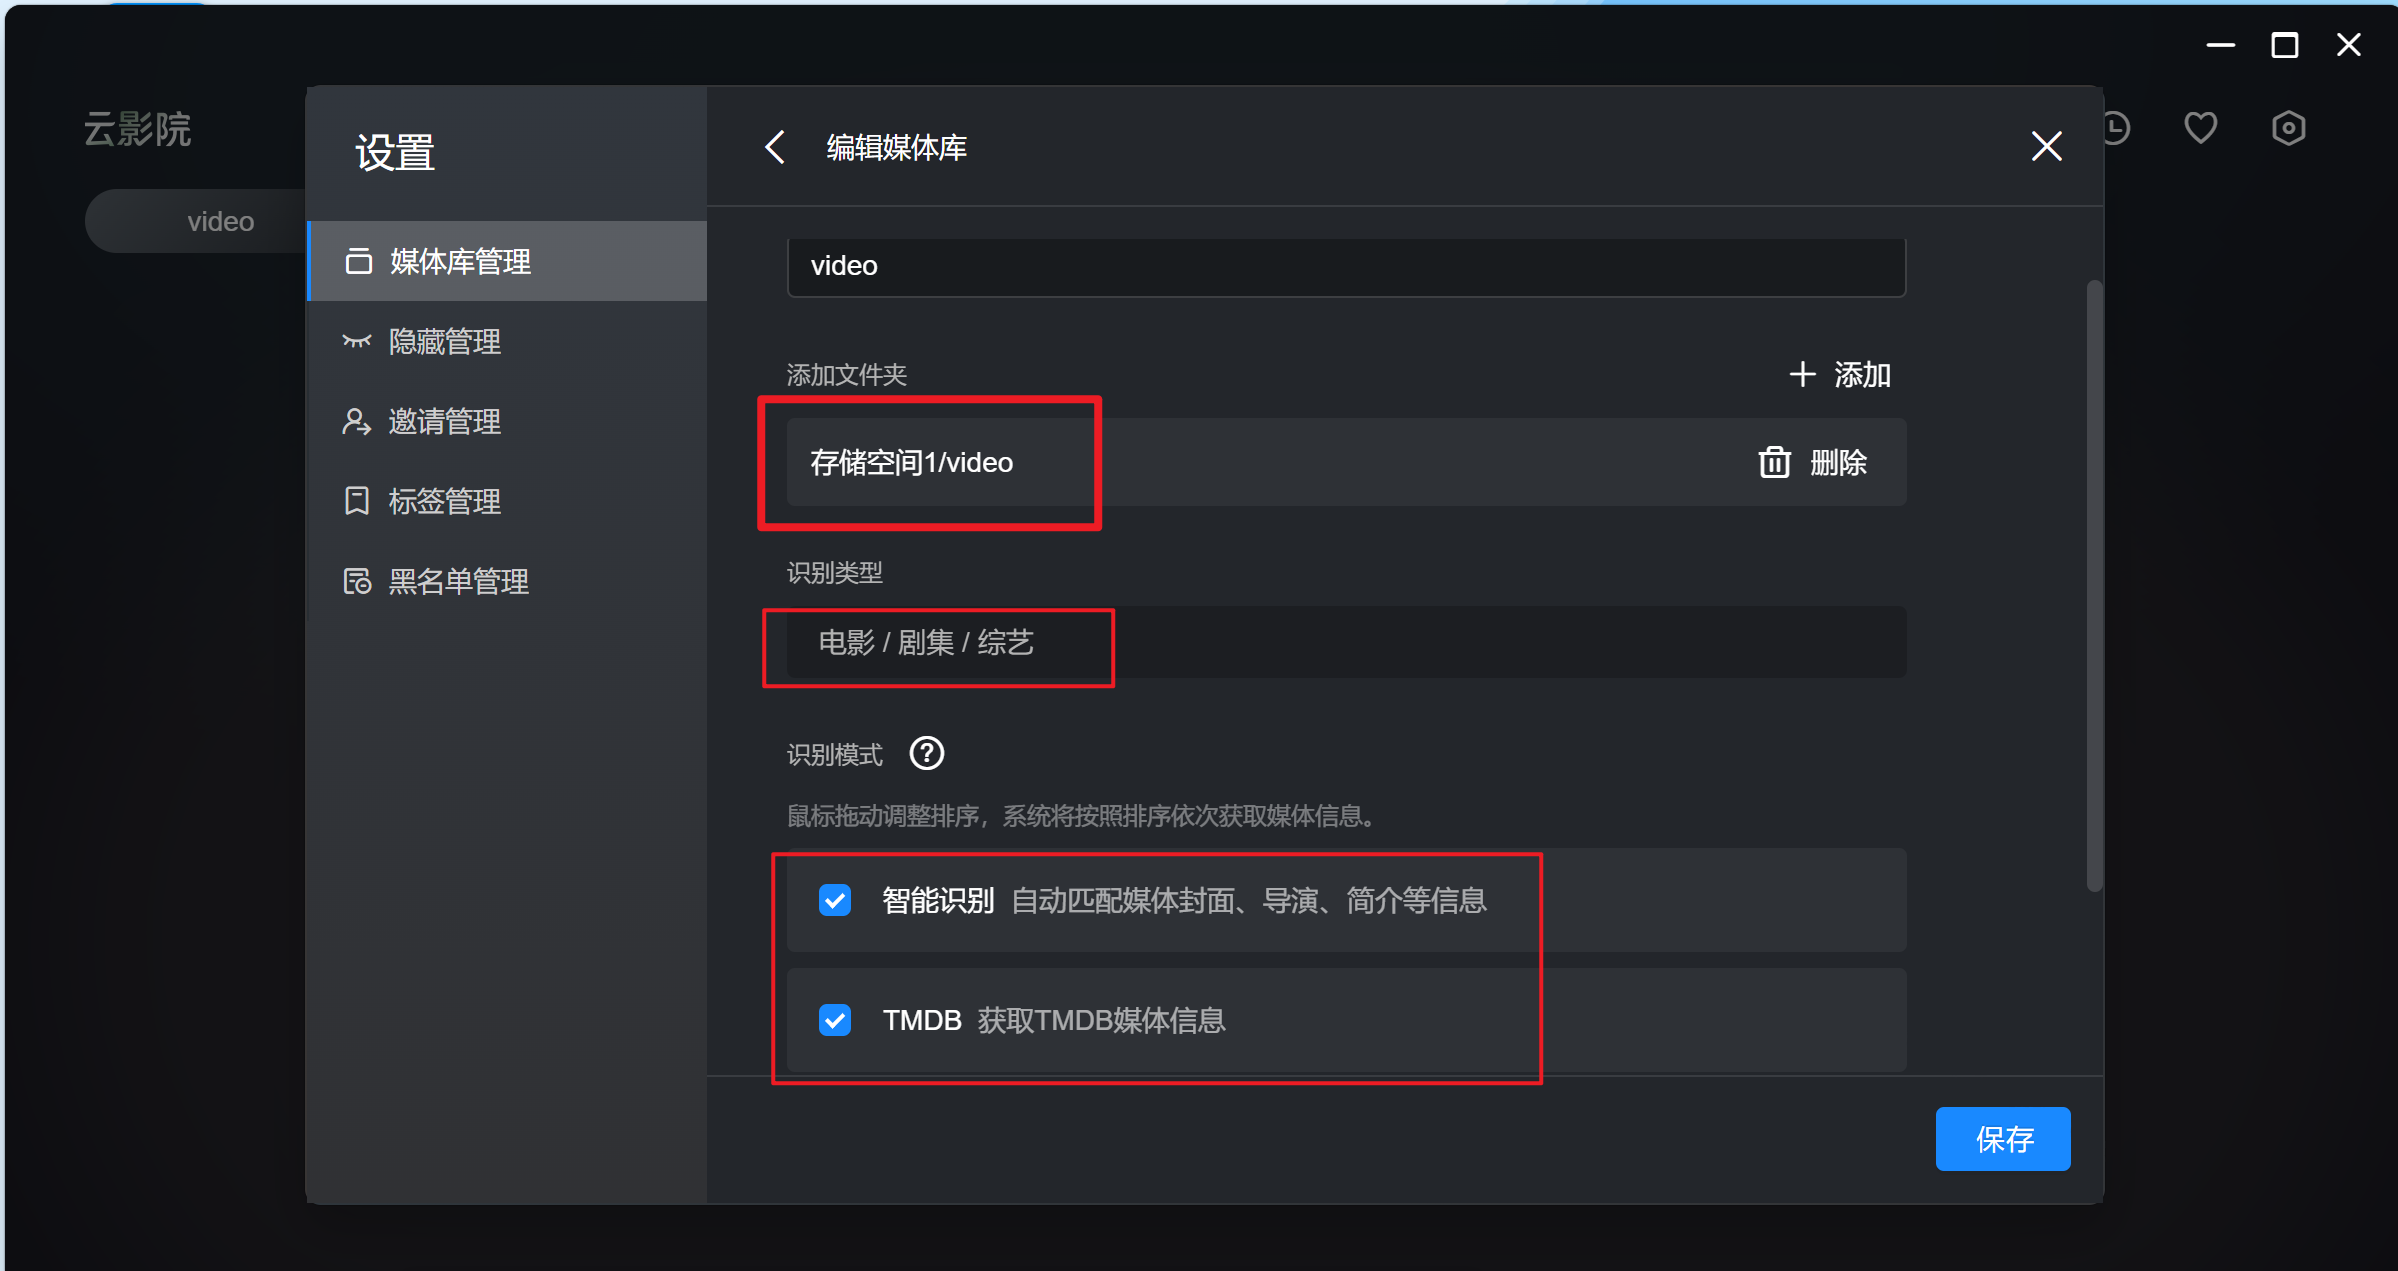 云影院
video
设置
媒体库管理
隐藏管理
邀请管理
标签管理
黑名单管理
编辑媒体库
video
添加文件夹
添加
存储空间1/video
删除
识别类型
电影 / 剧集 / 综艺
识别模式
鼠标拖动调整排序，系统将按照排序依次获取媒体信息。
智能识别 自动匹配媒体封面、导演、简介等信息
TMDB 获取TMDB媒体信息
保存